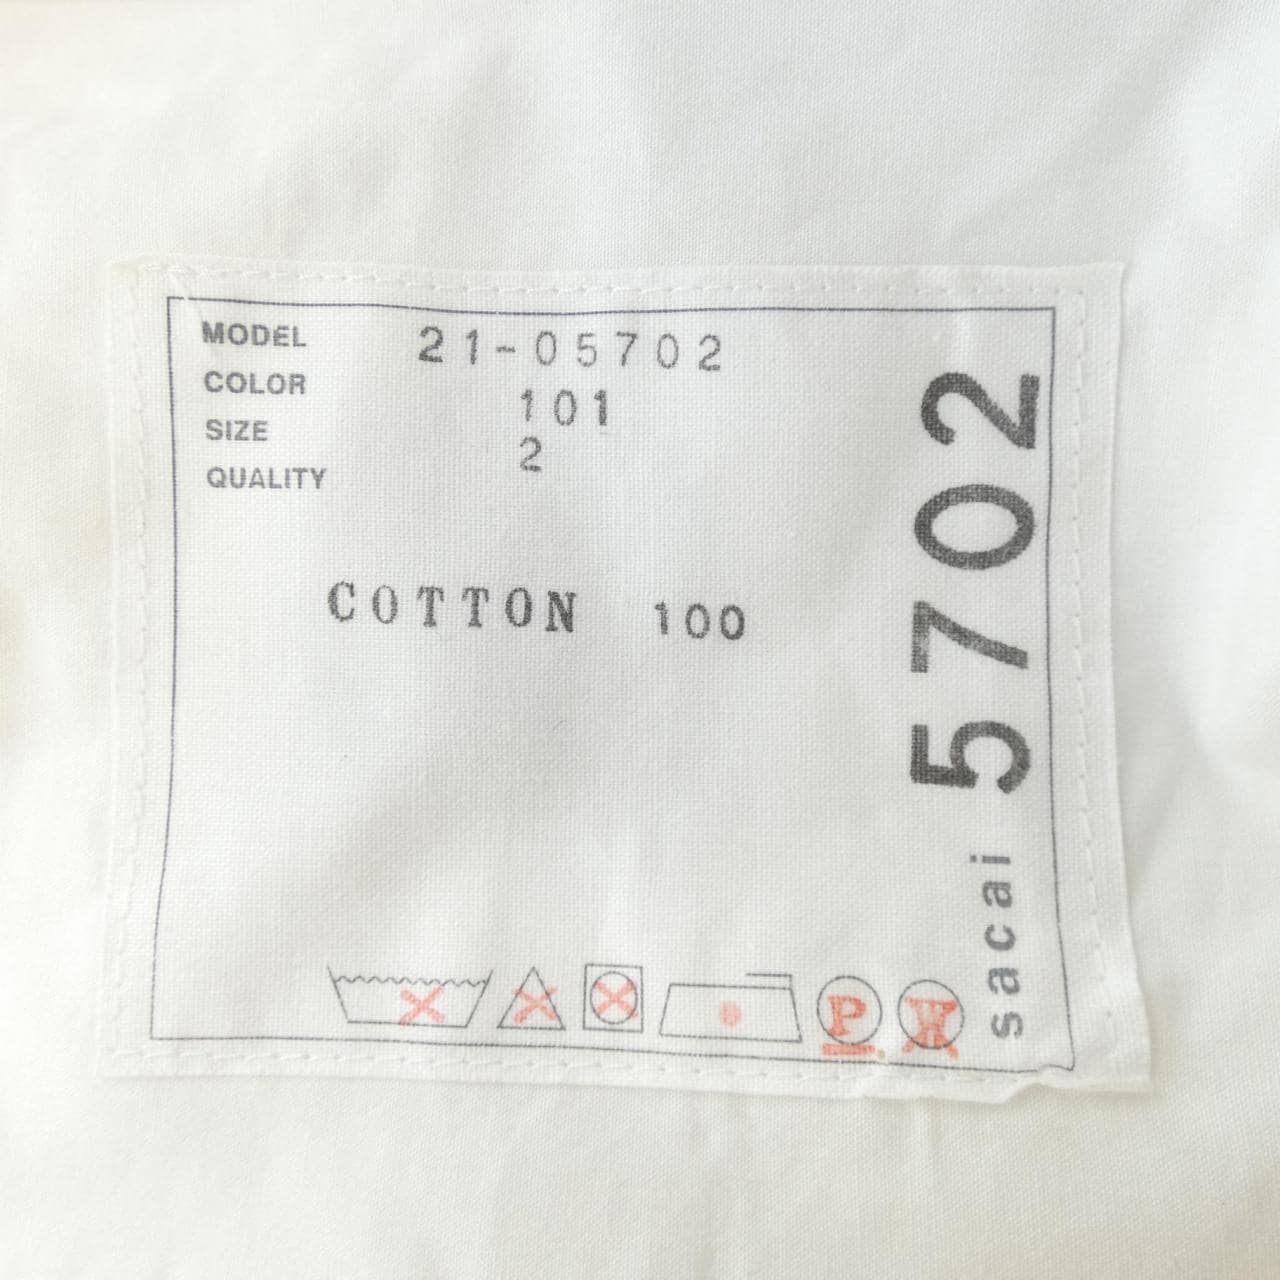 MODEL 21-05702
COLOR 101
SIZE 2
QUALITY
COTTON 100
sacai 5702
P
W